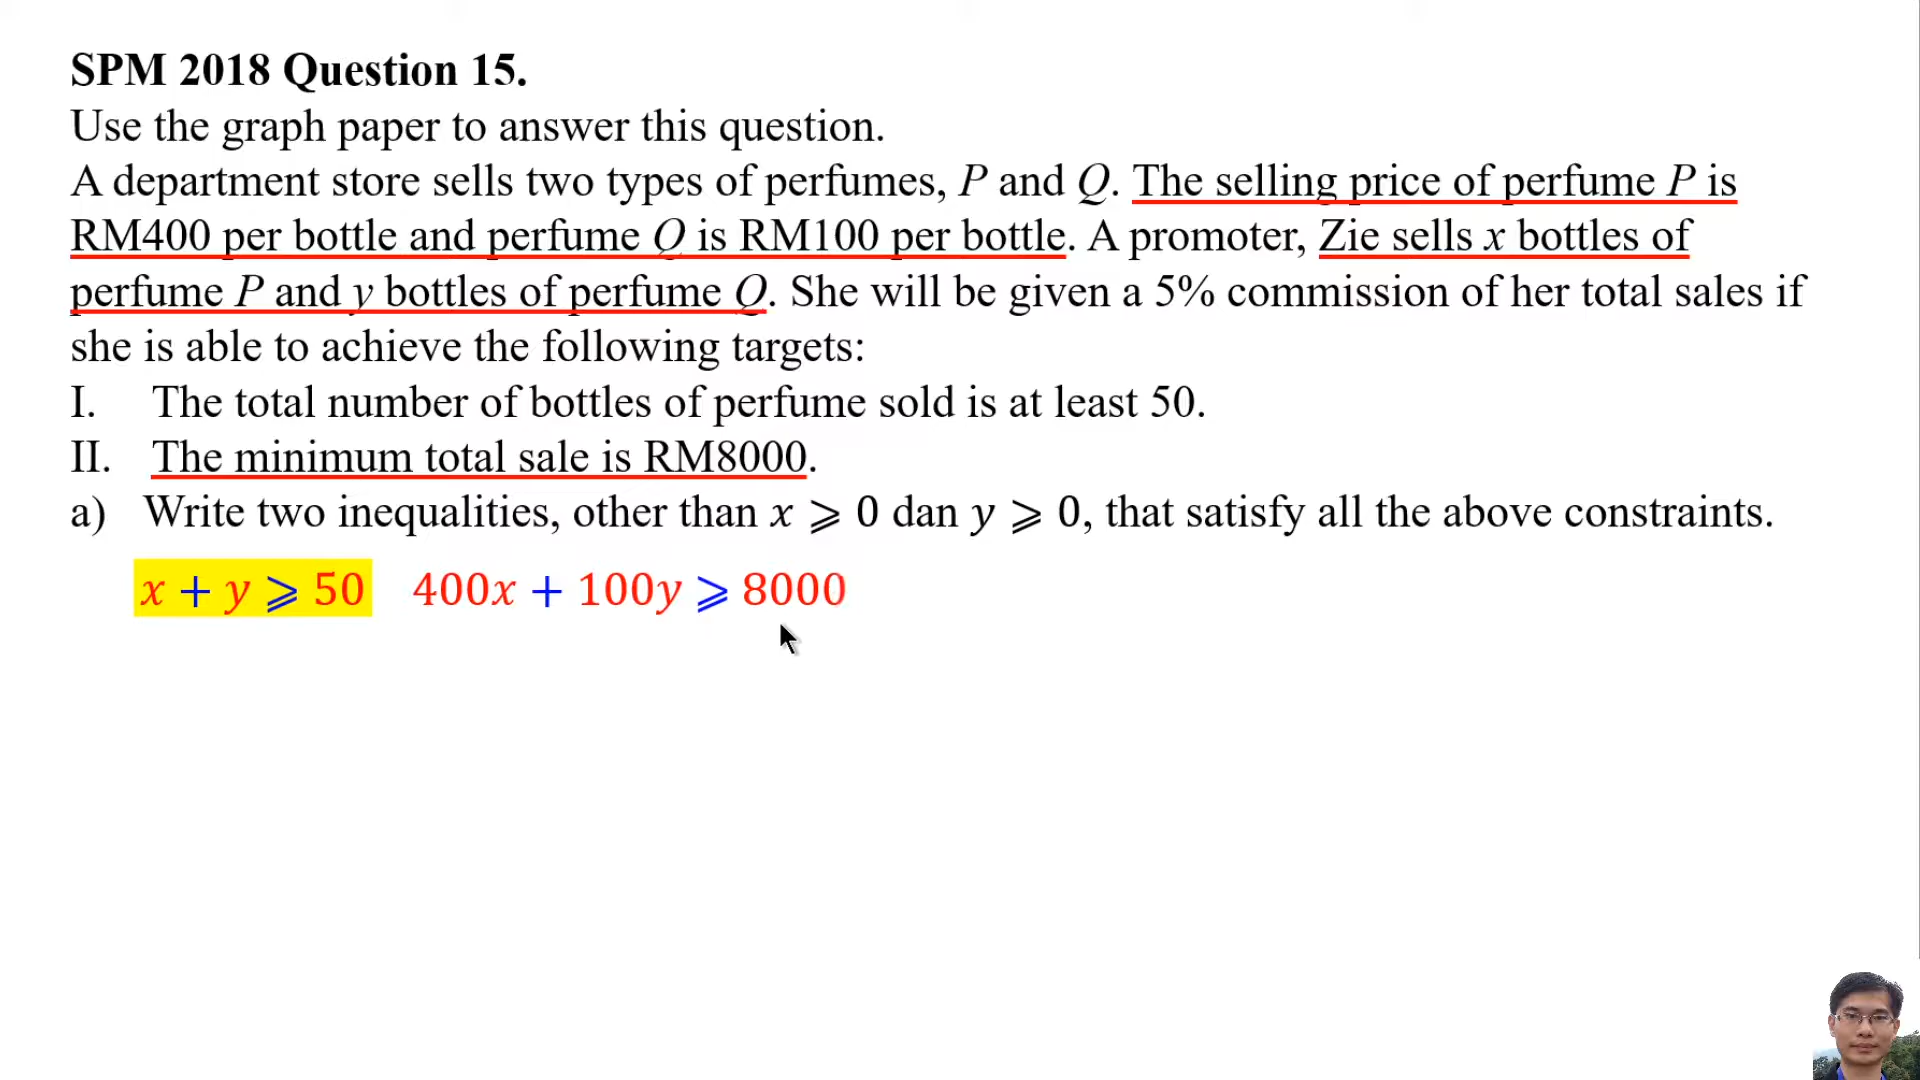 SPM 2018 Question 15.
Use the graph paper to answer this question.
A department store sells two types of perfumes, P and Q. The selling price of perfume P is
RM400 per bottle and perfume Q is RM100 per bottle. A promoter, Zie sells x bottles of
perfume P and y bottles of perfume Q. She will be given a 5% commission of her total sales if
she is able to achieve the following targets:
I. The total number of bottles of perfume sold is at least 50.
II. The minimum total sale is RM8000.
a) Write two inequalities, other than x ⩾ 0 dan y ⩾ 0, that satisfy all the above constraints.
x + y ⩾ 50 400x + 100y ⩾ 8000